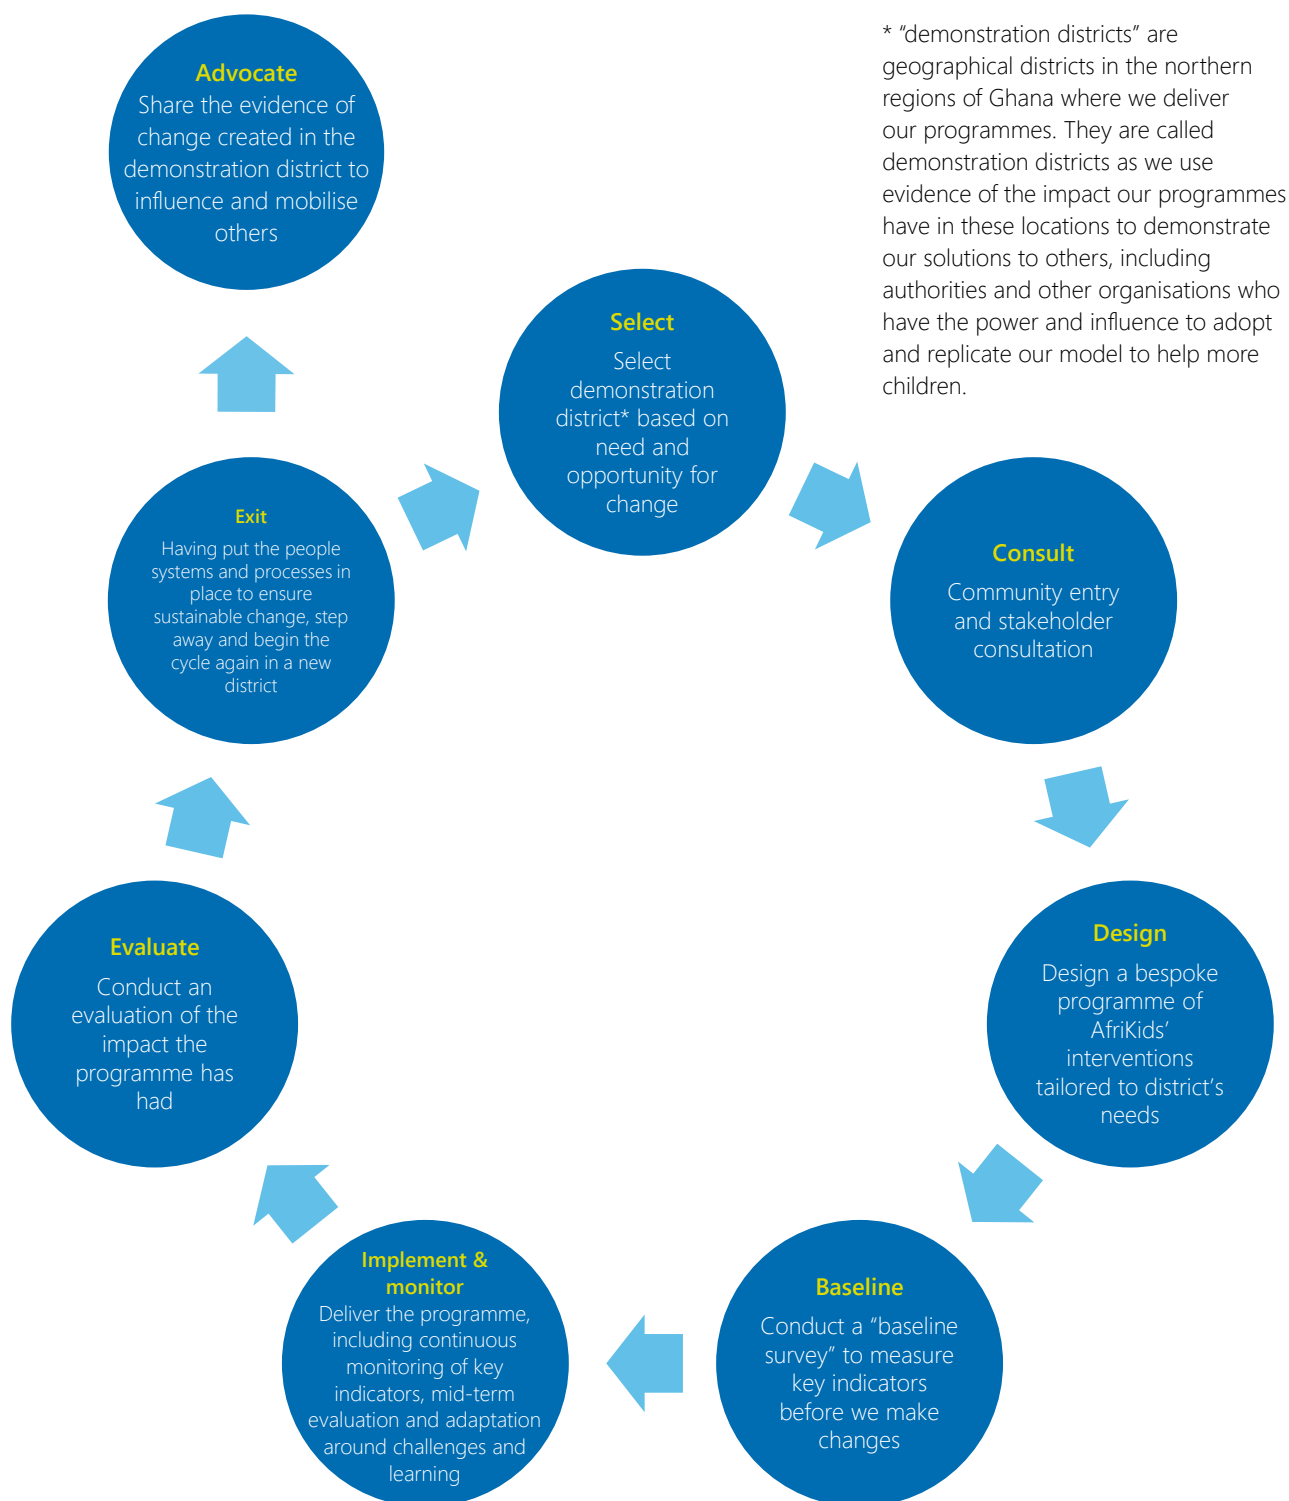 Advocate
Share the evidence of
change created in the
demonstration district to
influence and mobilise
others
* “demonstration districts” are
geographical districts in the northern
regions of Ghana where we deliver
our programmes. They are called
demonstration districts as we use
evidence of the impact our programmes
have in these locations to demonstrate
our solutions to others, including
authorities and other organisations who
have the power and influence to adopt
and replicate our model to help more
children.
Select
Select
demonstration
district* based on
need and
opportunity for
change
Consult
Community entry
and stakeholder
consultation
Design
Design a bespoke
programme of
AfriKids’
interventions
tailored to district’s
needs
Baseline
Conduct a “baseline
survey” to measure
key indicators
before we make
changes
Implement &
monitor
Deliver the programme,
including continuous
monitoring of key
indicators, mid-term
evaluation and adaptation
around challenges and
learning
Evaluate
Conduct an
evaluation of the
impact the
programme has
had
Exit
Having put the people
systems and processes in
place to ensure
sustainable change, step
away and begin the
cycle again in a new
district